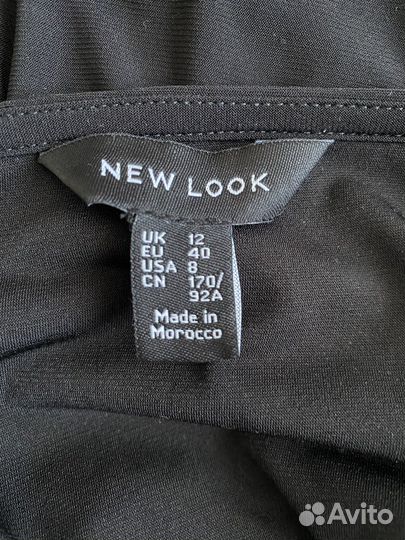 NEW LOOK
UK 12
EU 40
USA 8
CN 170/
92A
Made in
Morocco
Avito